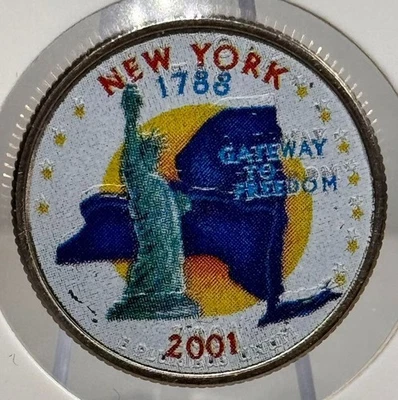 NEW YORK
1788
GATEWAY
TO
FREEDOM
2001
E PLURIBUS UNUM